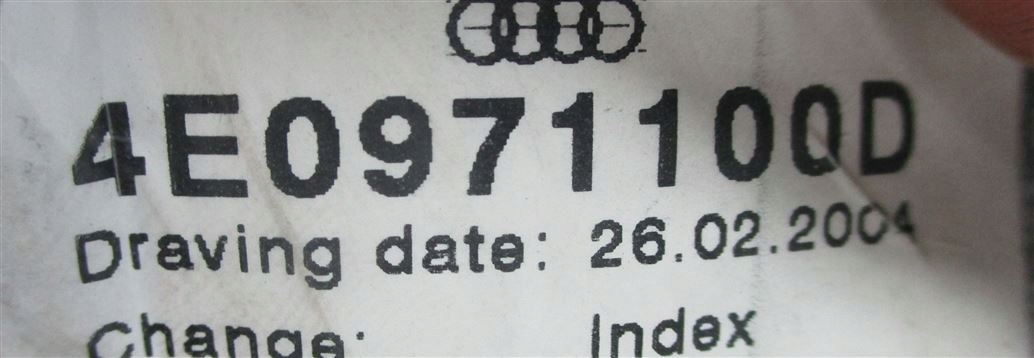 4E0971100D
Draving date: 26.02.2004
Change: Index